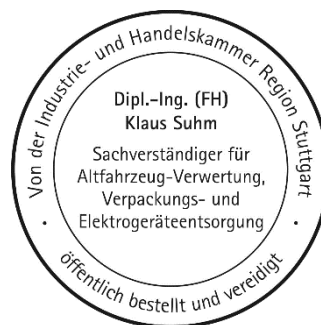 Von der Industrie- und Handelskammer Region Stuttgart
Dipl.-Ing. (FH)
Klaus Suhm
Sachverständiger für
Altfahrzeug-Verwertung,
Verpackungs- und
Elektrogeräteentsorgung
· öffentlich bestellt und vereidigt ·